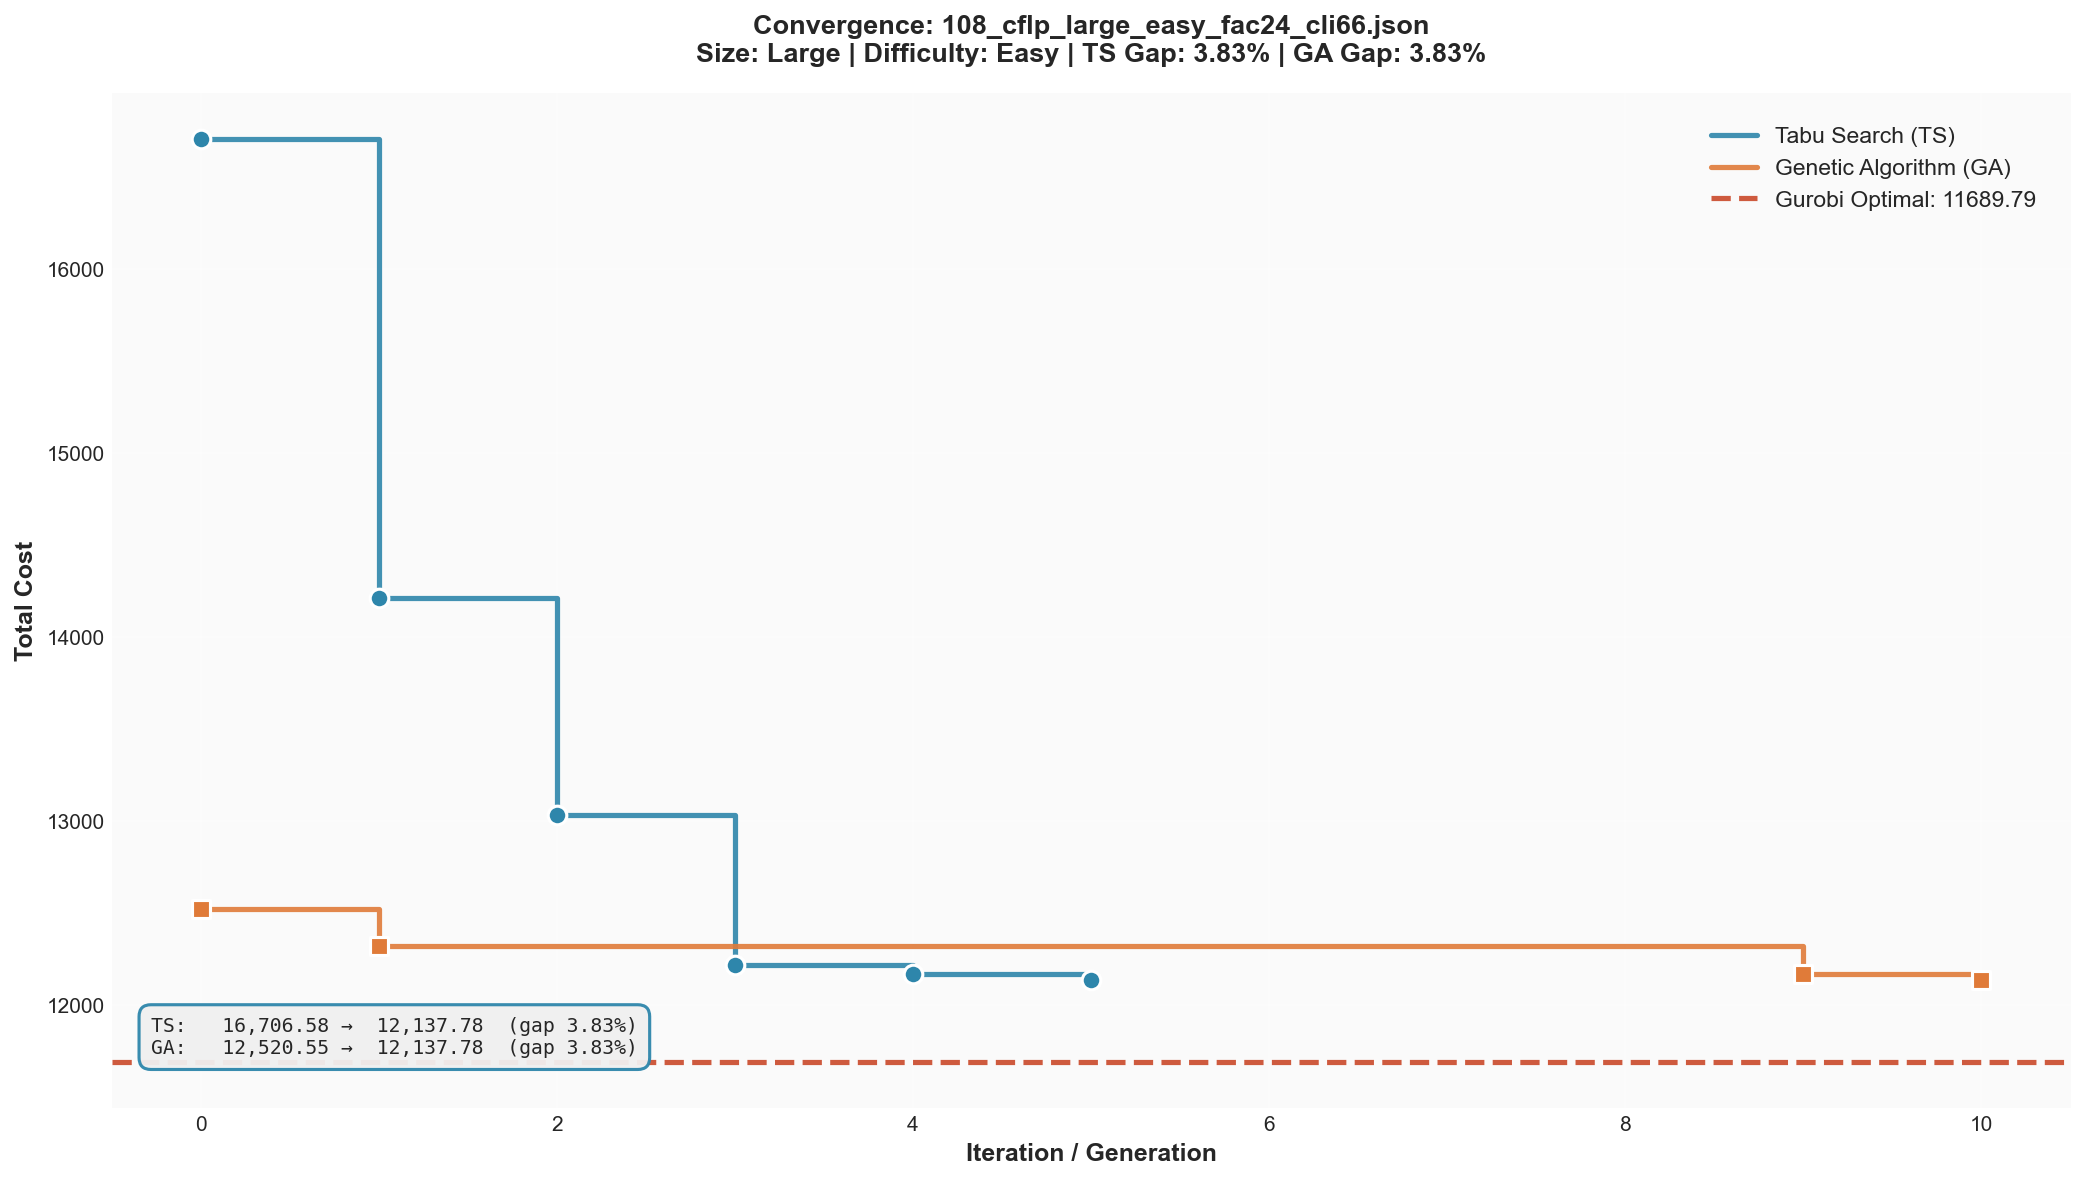 Convergence: 108_cflp_large_easy_fac24_cli66.json
Size: Large | Difficulty: Easy | TS Gap: 3.83% | GA Gap: 3.83%
Tabu Search (TS)
Genetic Algorithm (GA)
Gurobi Optimal: 11689.79
Total Cost
16000
15000
14000
13000
12000
TS:   16,706.58 →  12,137.78  (gap 3.83%)
GA:   12,520.55 →  12,137.78  (gap 3.83%)
0
2
4
6
8
10
Iteration / Generation